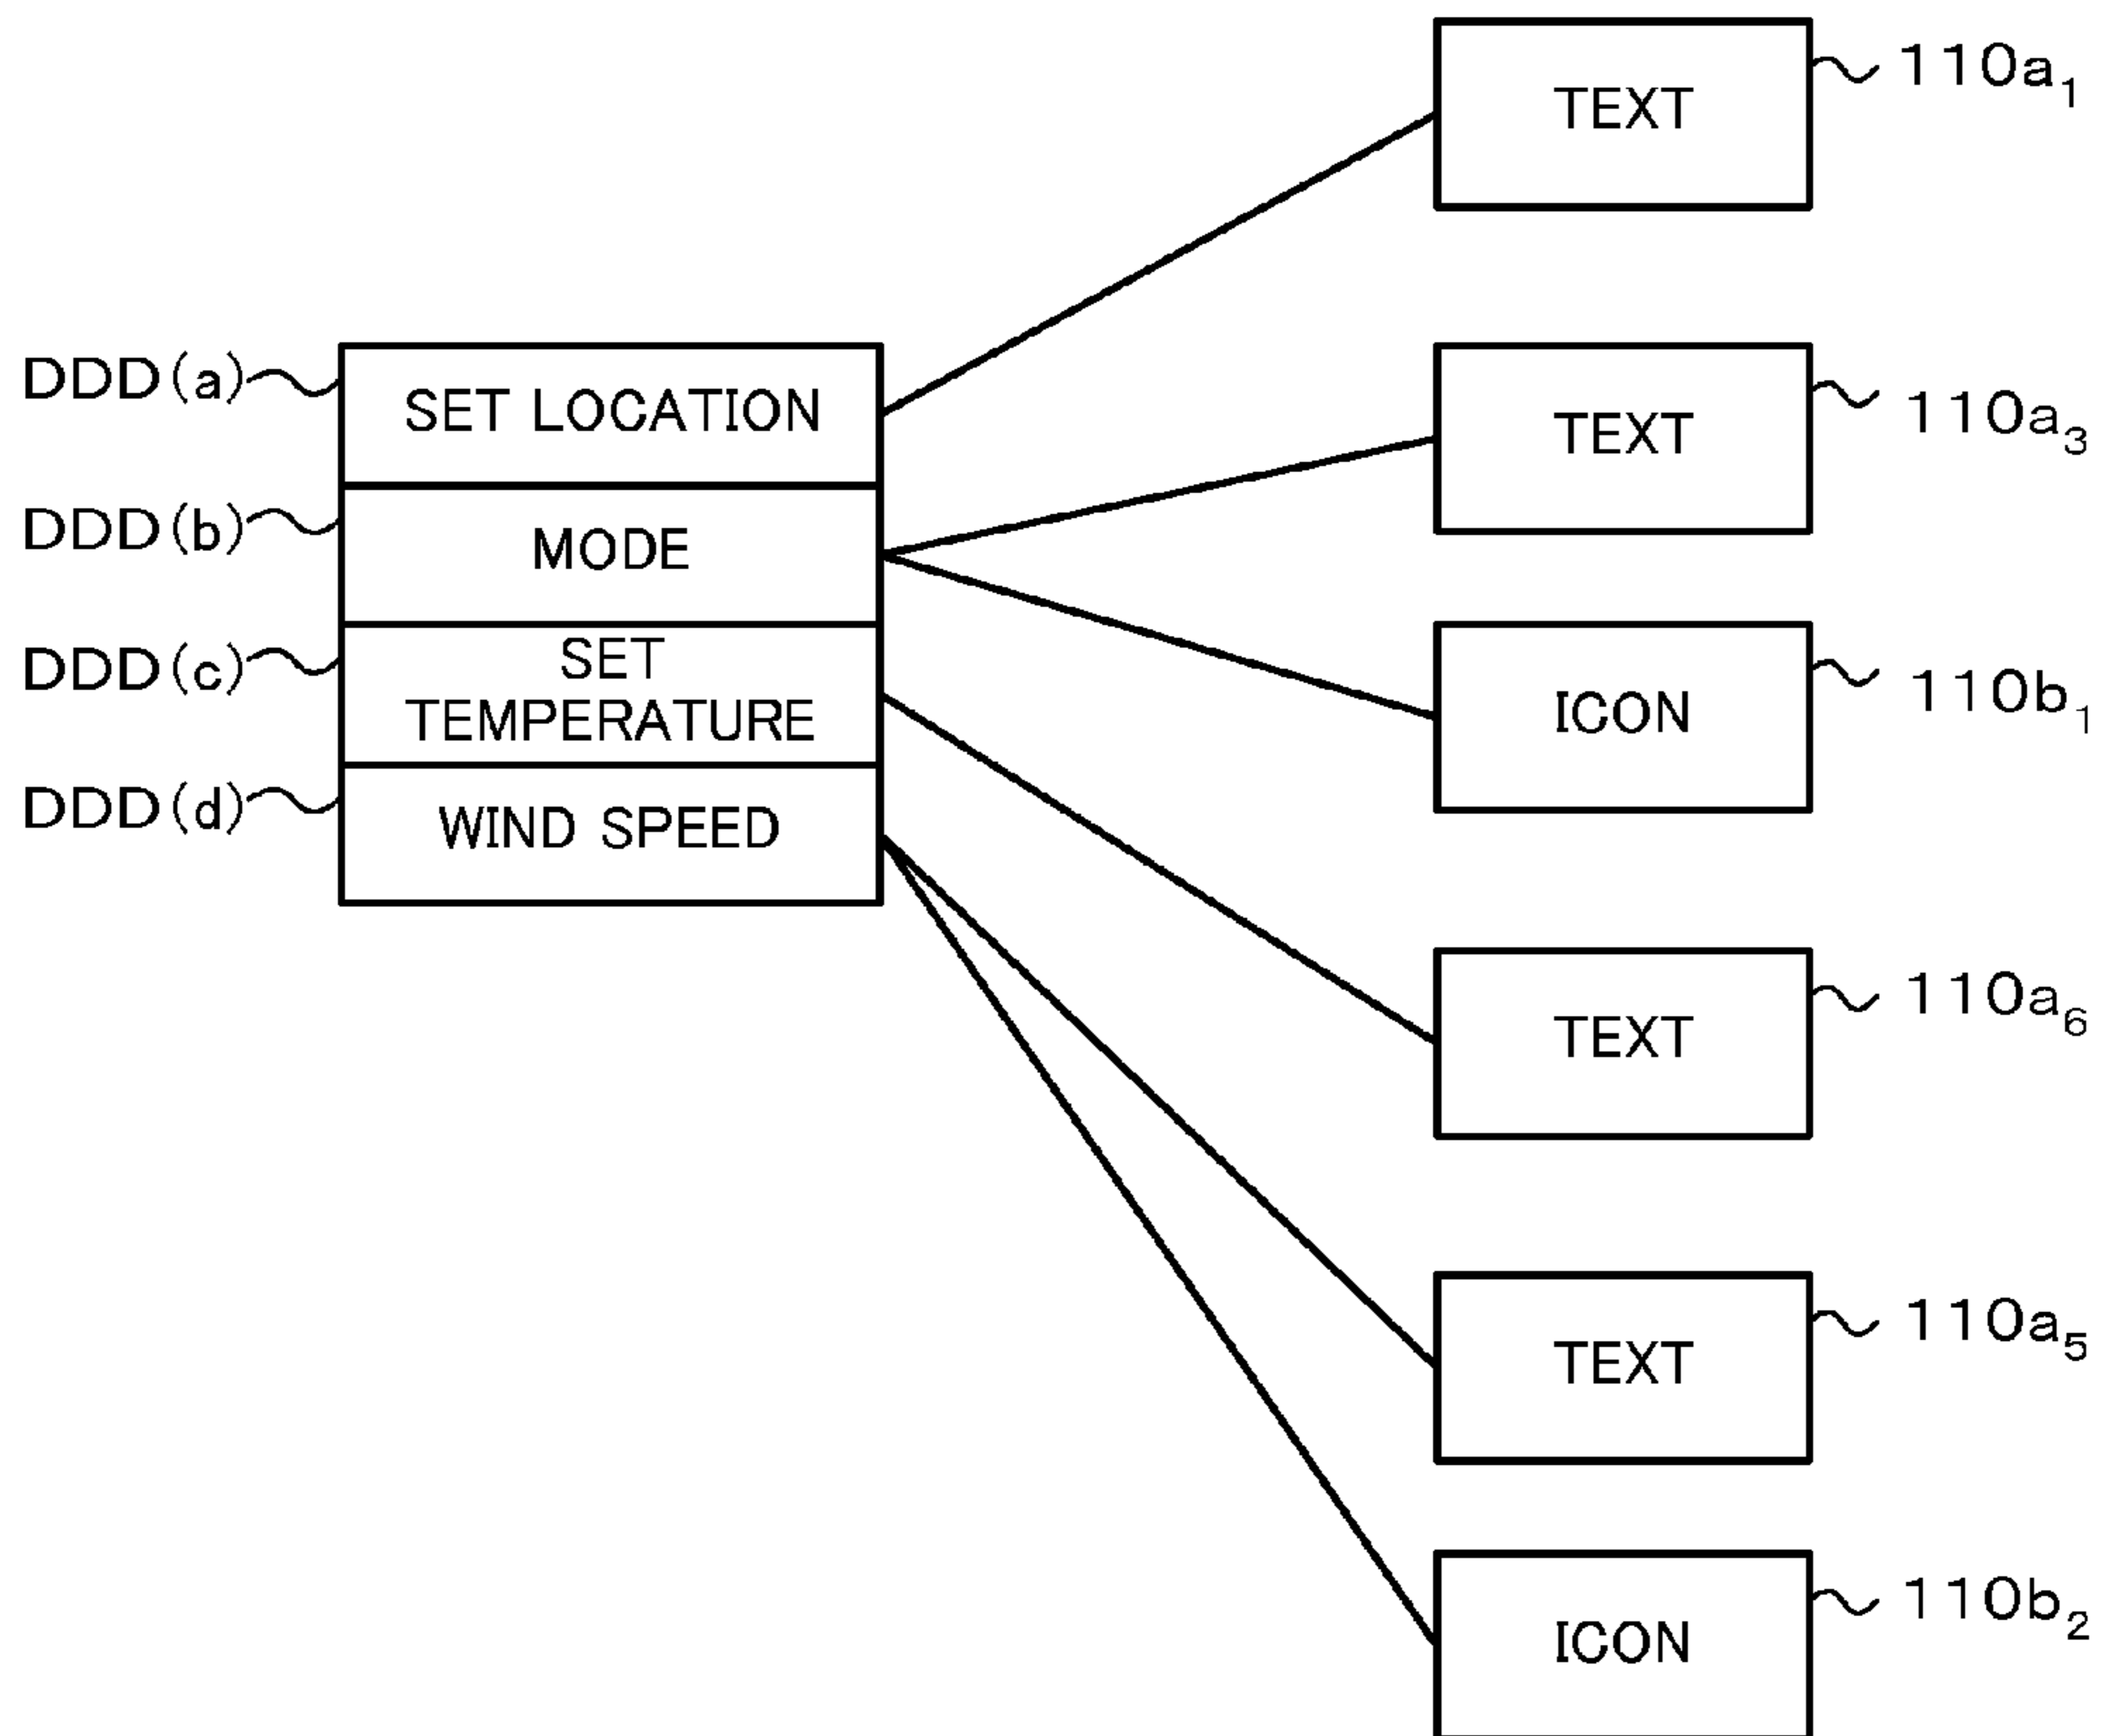 TEXT 110a₁
DDD(a) SET LOCATION
TEXT 110a₃
DDD(b) MODE
ICON 110b₁
DDD(c) SET
TEMPERATURE
DDD(d) WIND SPEED
TEXT 110a₆
TEXT 110a₅
ICON 110b₂